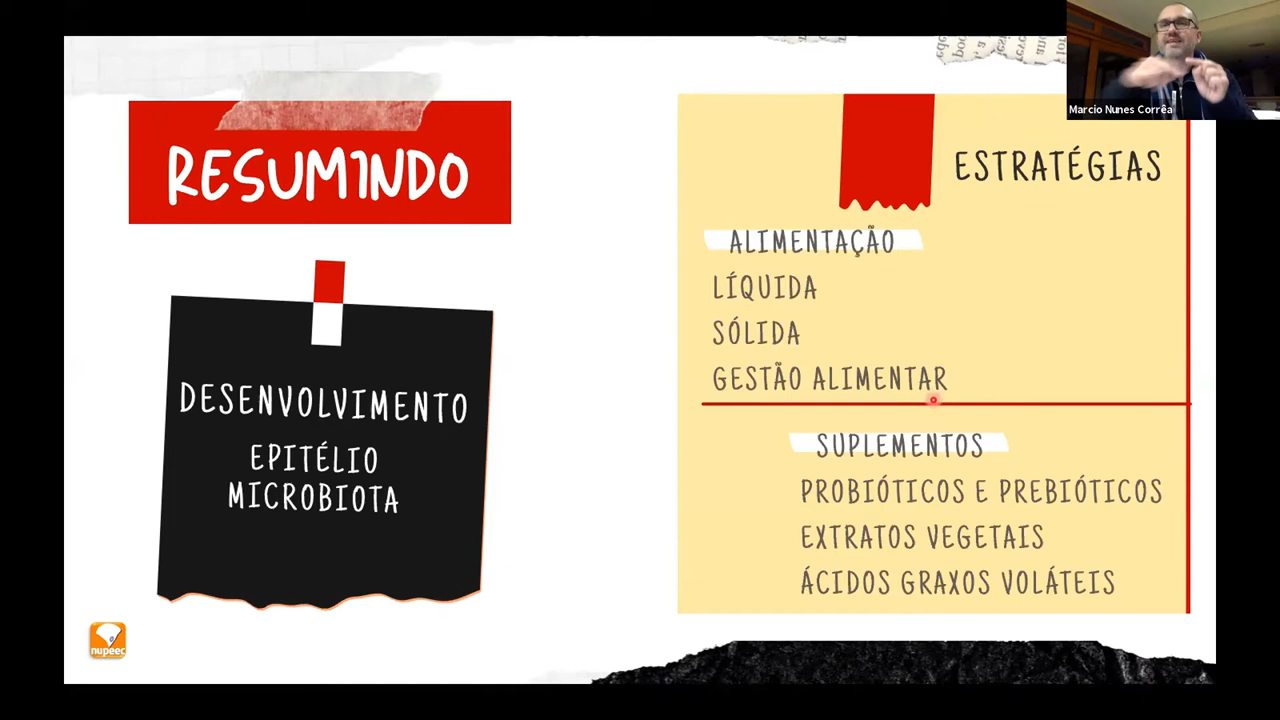 RESUMINDO
DESENVOLVIMENTO
EPITÉLIO
MICROBIOTA
nupeec
Marcio Nunes Corrêa
ESTRATÉGIAS
ALIMENTAÇÃO
LÍQUIDA
SÓLIDA
GESTÃO ALIMENTAR
SUPLEMENTOS
PROBIÓTICOS E PREBIÓTICOS
EXTRATOS VEGETAIS
ÁCIDOS GRAXOS VOLÁTEIS